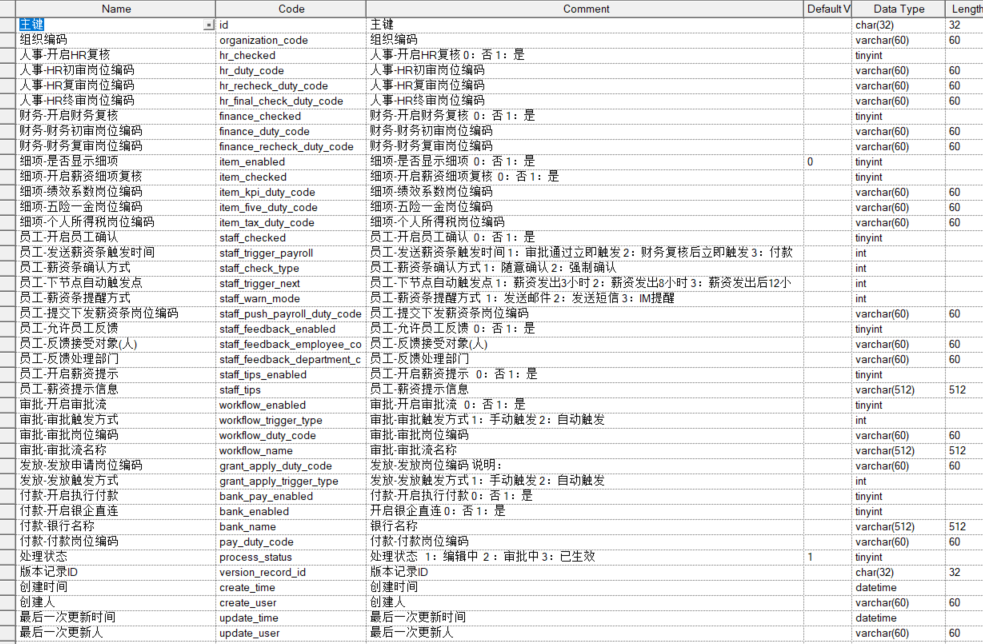 Name Code Comment Default V Data Type Length
主键 id 主键 char(32) 32
组织编码 organization_code 组织编码 varchar(60) 60
人事-开启HR复核 hr_checked 人事-开启HR复核 0：否 1：是 tinyint
人事-HR初审岗位编码 hr_duty_code 人事-HR初审岗位编码 varchar(60) 60
人事-HR复审岗位编码 hr_recheck_duty_code 人事-HR复审岗位编码 varchar(60) 60
人事-HR终审岗位编码 hr_final_check_duty_code 人事-HR终审岗位编码 varchar(60) 60
财务-开启财务复核 finance_checked 财务-开启财务复核 0：否 1：是 tinyint
财务-财务初审岗位编码 finance_duty_code 财务-财务初审岗位编码 varchar(60) 60
财务-财务复审岗位编码 finance_recheck_duty_code 财务-财务复审岗位编码 varchar(60) 60
细项-是否显示细项 item_enabled 细项-是否显示细项 0：否 1：是 0 tinyint
细项-开启薪资细项复核 item_checked 细项-开启薪资细项复核 0：否 1：是 tinyint
细项-绩效系数岗位编码 item_kpi_duty_code 细项-绩效系数岗位编码 varchar(60) 60
细项-五险一金岗位编码 item_five_duty_code 细项-五险一金岗位编码 varchar(60) 60
细项-个人所得税岗位编码 item_tax_duty_code 细项-个人所得税岗位编码 varchar(60) 60
员工-开启员工确认 staff_checked 员工-开启员工确认 0：否 1：是 tinyint
员工-发送薪资条触发时间 staff_trigger_payroll 员工-发送薪资条触发时间 1：审批通过立即触发 2：财务复核后立即触发 3：付款 int
员工-薪资条确认方式 staff_check_type 员工-薪资条确认方式 1：随意确认 2：强制确认 int
员工-下节点自动触发点 staff_trigger_next 员工-下节点自动触发点 1：薪资发出3小时 2：薪资发出8小时 3：薪资发出后12小 int
员工-薪资条提醒方式 staff_warn_mode 员工-薪资条提醒方式 1：发送邮件 2：发送短信 3：IM提醒 int
员工-提交下发薪资条岗位编码 staff_push_payroll_duty_code 员工-提交下发薪资条岗位编码 varchar(60) 60
员工-允许员工反馈 staff_feedback_enabled 员工-允许员工反馈 0：否 1：是 tinyint
员工-反馈接受对象(人) staff_feedback_employee_co 员工-反馈接受对象(人) varchar(60) 60
员工-反馈处理部门 staff_feedback_department_c 员工-反馈处理部门 varchar(60) 60
员工-开启薪资提示 staff_tips_enabled 员工-开启薪资提示 0：否 1：是 tinyint
员工-薪资提示信息 staff_tips 员工-薪资提示信息 varchar(512) 512
审批-开启审批流 workflow_enabled 审批-开启审批流 0：否 1：是 tinyint
审批-审批触发方式 workflow_trigger_type 审批-审批触发方式 1：手动触发 2：自动触发 int
审批-审批岗位编码 workflow_duty_code 审批-审批岗位编码 varchar(60) 60
审批-审批流名称 workflow_name 审批-审批流名称 varchar(512) 512
发放-发放申请岗位编码 grant_apply_duty_code 发放-发放岗位编码 说明： varchar(60) 60
发放-发放触发方式 grant_apply_trigger_type 发放-发放触发方式 1：手动触发 2：自动触发 int
付款-开启执行付款 bank_pay_enabled 付款-开启执行付款 0：否 1：是 tinyint
付款-开启银企直连 bank_enabled 开启银企直连 0：否 1：是 tinyint
付款-银行名称 bank_name 银行名称 varchar(512) 512
付款-付款岗位编码 pay_duty_code 付款-付款岗位编码 varchar(60) 60
处理状态 process_status 处理状态 1：编辑中 2：审批中 3：已生效 1 tinyint
版本记录ID version_record_id 版本记录ID char(32) 32
创建时间 create_time 创建时间 datetime
创建人 create_user 创建人 varchar(60) 60
最后一次更新时间 update_time 最后一次更新时间 datetime
最后一次更新人 update_user 最后一次更新人 varchar(60) 60